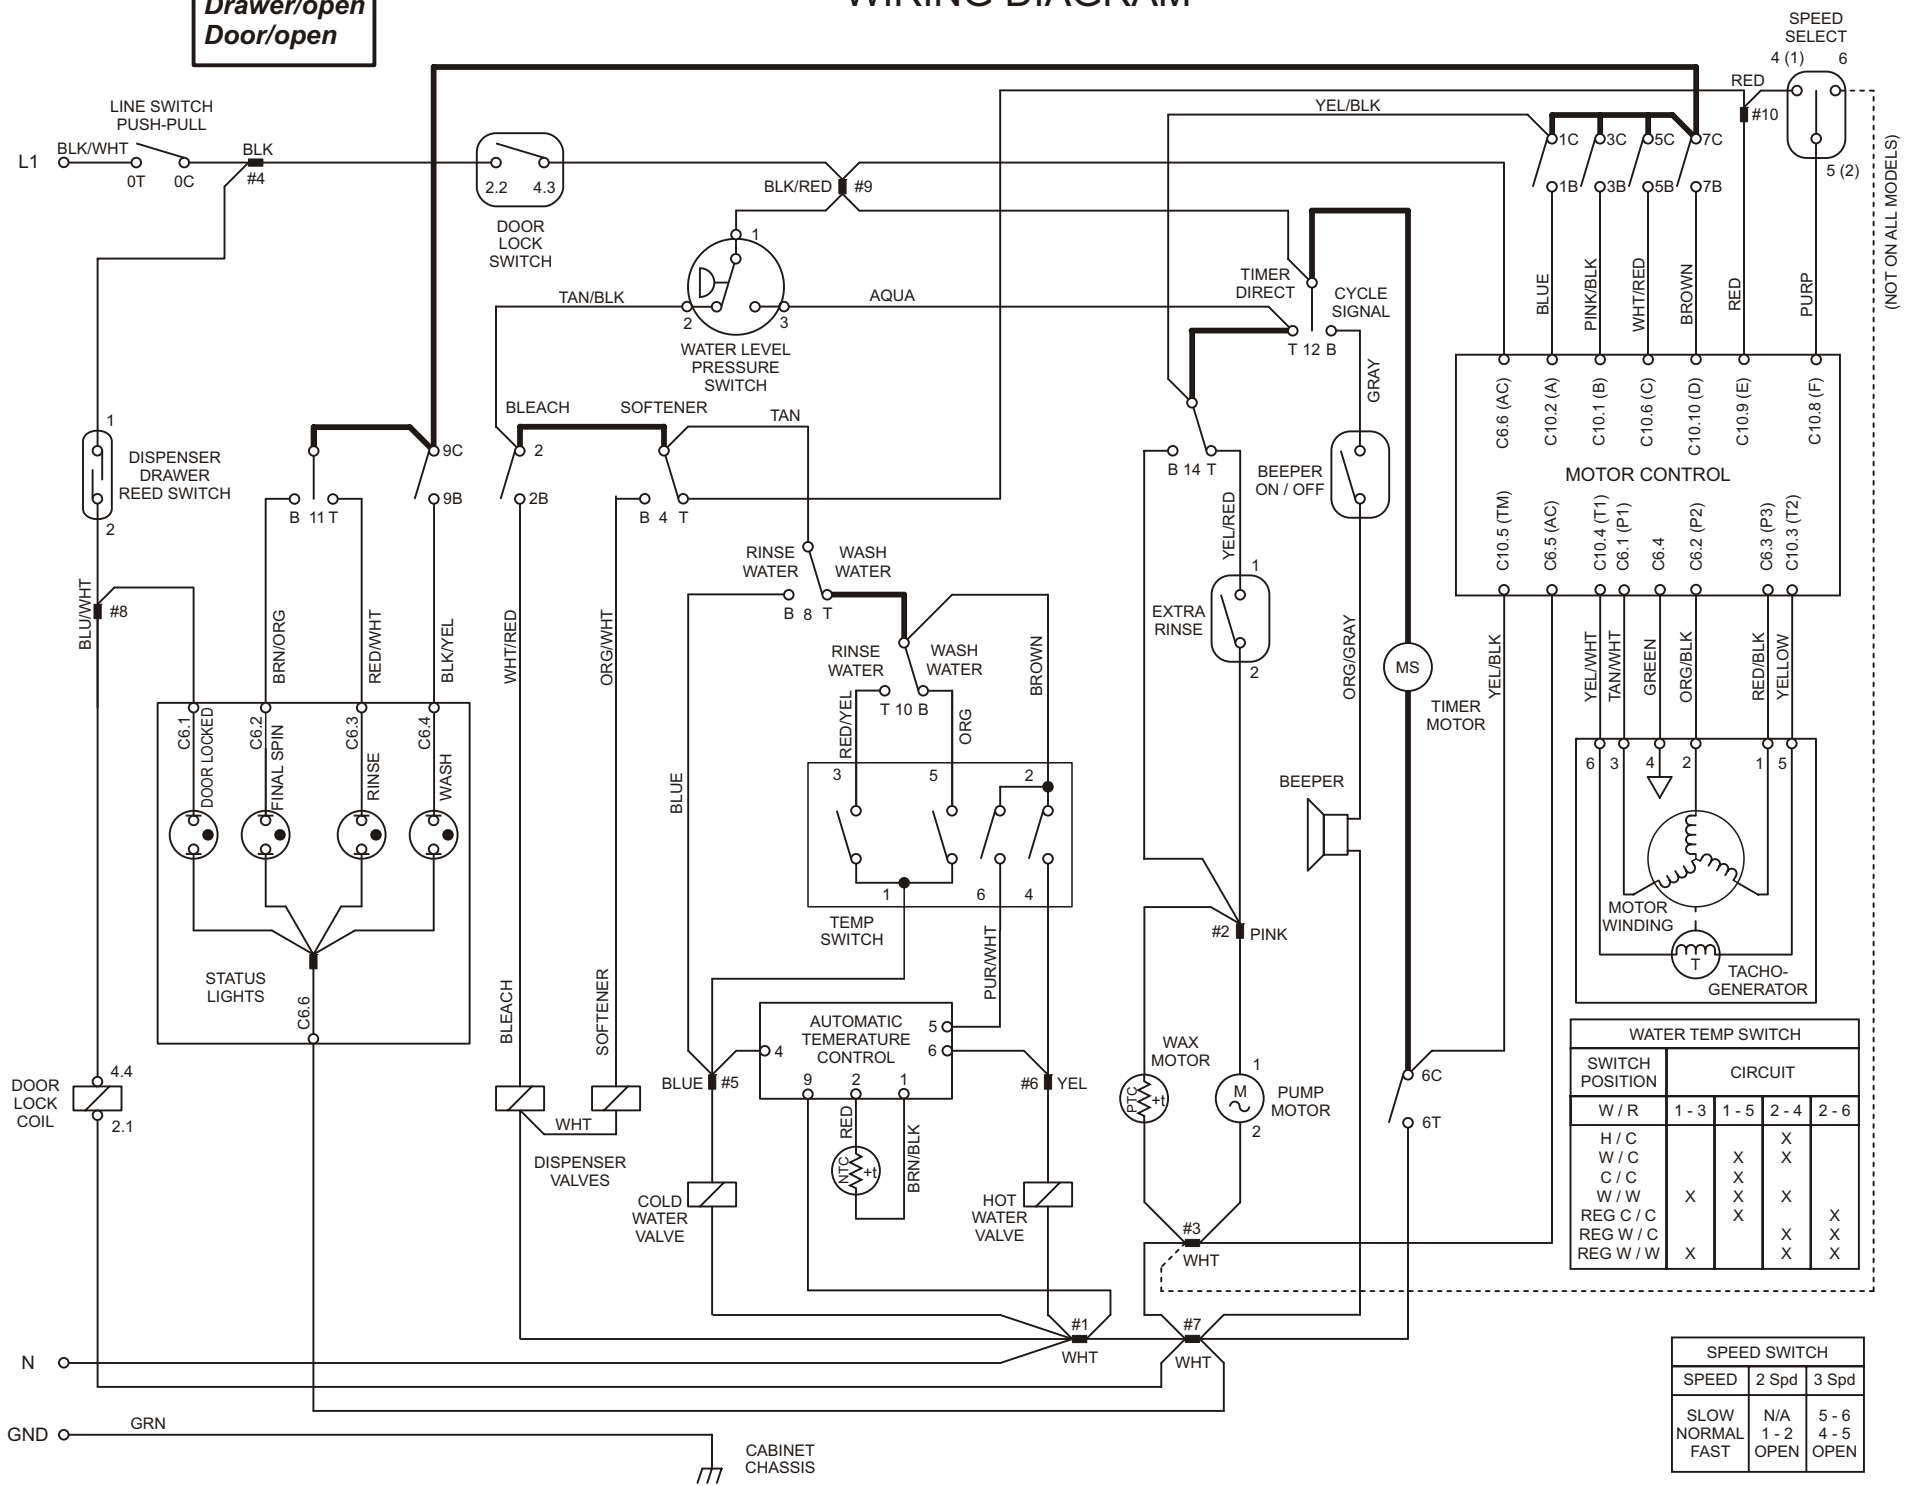 Drawer/open
Door/open
WIRING DIAGRAM
SPEED
SELECT
4 (1)
6
5 (2)
RED
#10
(NOT ON ALL MODELS)
LINE SWITCH
PUSH-PULL
L1
BLK/WHT
0T
0C
BLK
#4
2.2
4.3
DOOR
LOCK
SWITCH
BLK/RED
#9
YEL/BLK
1C
3C
5C
7C
1B
3B
5B
7B
1
2
3
WATER LEVEL
PRESSURE
SWITCH
TAN/BLK
AQUA
TIMER
DIRECT
CYCLE
SIGNAL
T 12 B
GRAY
BLUE
PINK/BLK
WHT/RED
BROWN
RED
PURP
C6.6 (AC)
C10.2 (A)
C10.1 (B)
C10.6 (C)
C10.10 (D)
C10.9 (E)
C10.8 (F)
MOTOR CONTROL
C10.5 (TM)
C6.5 (AC)
C10.4 (T1)
C6.1 (P1)
C6.4
C6.2 (P2)
C6.3 (P3)
C10.3 (T2)
1
DISPENSER
DRAWER
REED SWITCH
2
BLU/WHT
#8
B 11 T
9C
9B
BLEACH
2
2B
SOFTENER
TAN
B 4 T
BRN/ORG
RED/WHT
BLK/YEL
WHT/RED
ORG/WHT
RINSE
WATER
WASH
WATER
B 8 T
RINSE
WATER
WASH
WATER
T 10 B
RED/YEL
ORG
BROWN
BLUE
B 14 T
YEL/RED
BEEPER
ON / OFF
EXTRA
RINSE
1
2
ORG/GRAY
MS
TIMER
MOTOR
YEL/BLK
YEL/WHT
TAN/WHT
GREEN
ORG/BLK
RED/BLK
YELLOW
C6.1
C6.2
C6.3
C6.4
DOOR LOCKED
FINAL SPIN
RINSE
WASH
STATUS
LIGHTS
C6.6
3
5
2
1
6
4
TEMP
SWITCH
PUR/WHT
BEEPER
#2
PINK
6
3
4
2
1
5
MOTOR
WINDING
T
TACHO-
GENERATOR
BLEACH
SOFTENER
AUTOMATIC
TEMERATURE
CONTROL
4
5
6
9
2
1
BLUE
#5
#6
YEL
RED
BRN/BLK
NTC
+t
WAX
MOTOR
PTC
+t
M
1
2
PUMP
MOTOR
6C
6T
DOOR
LOCK
COIL
4.4
2.1
WHT
DISPENSER
VALVES
COLD
WATER
VALVE
HOT
WATER
VALVE
#3
WHT
#1
WHT
#7
WHT
N
GND
GRN
CABINET
CHASSIS
WATER TEMP SWITCH
SWITCH
POSITION
CIRCUIT
W / R 1 - 3 1 - 5 2 - 4 2 - 6
H / C X
W / C X X
C / C X
W / W X X X
REG C / C X X
REG W / C X X
REG W / W X X X
SPEED SWITCH
SPEED 2 Spd 3 Spd
SLOW N/A 5 - 6
NORMAL 1 - 2 4 - 5
FAST OPEN OPEN